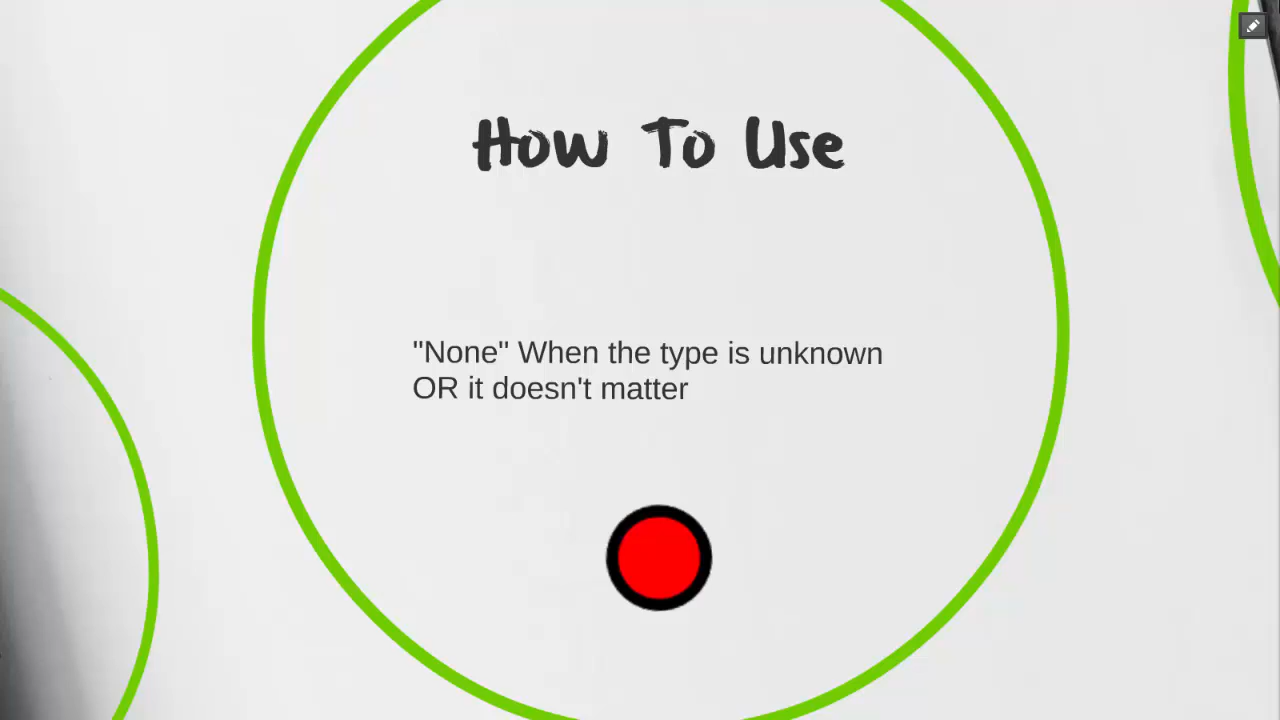 How To Use
"None" When the type is unknown
OR it doesn't matter